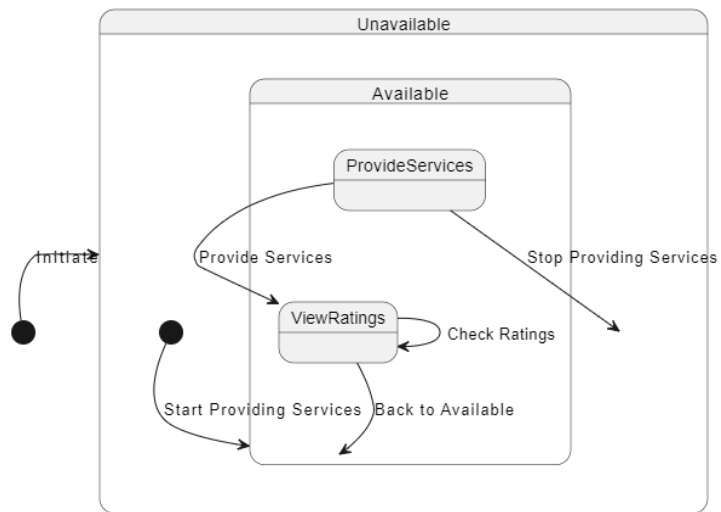 Unavailable
Available
ProvideServices
Initiate
Provide Services
Stop Providing Services
ViewRatings
Check Ratings
Start Providing Services
Back to Available